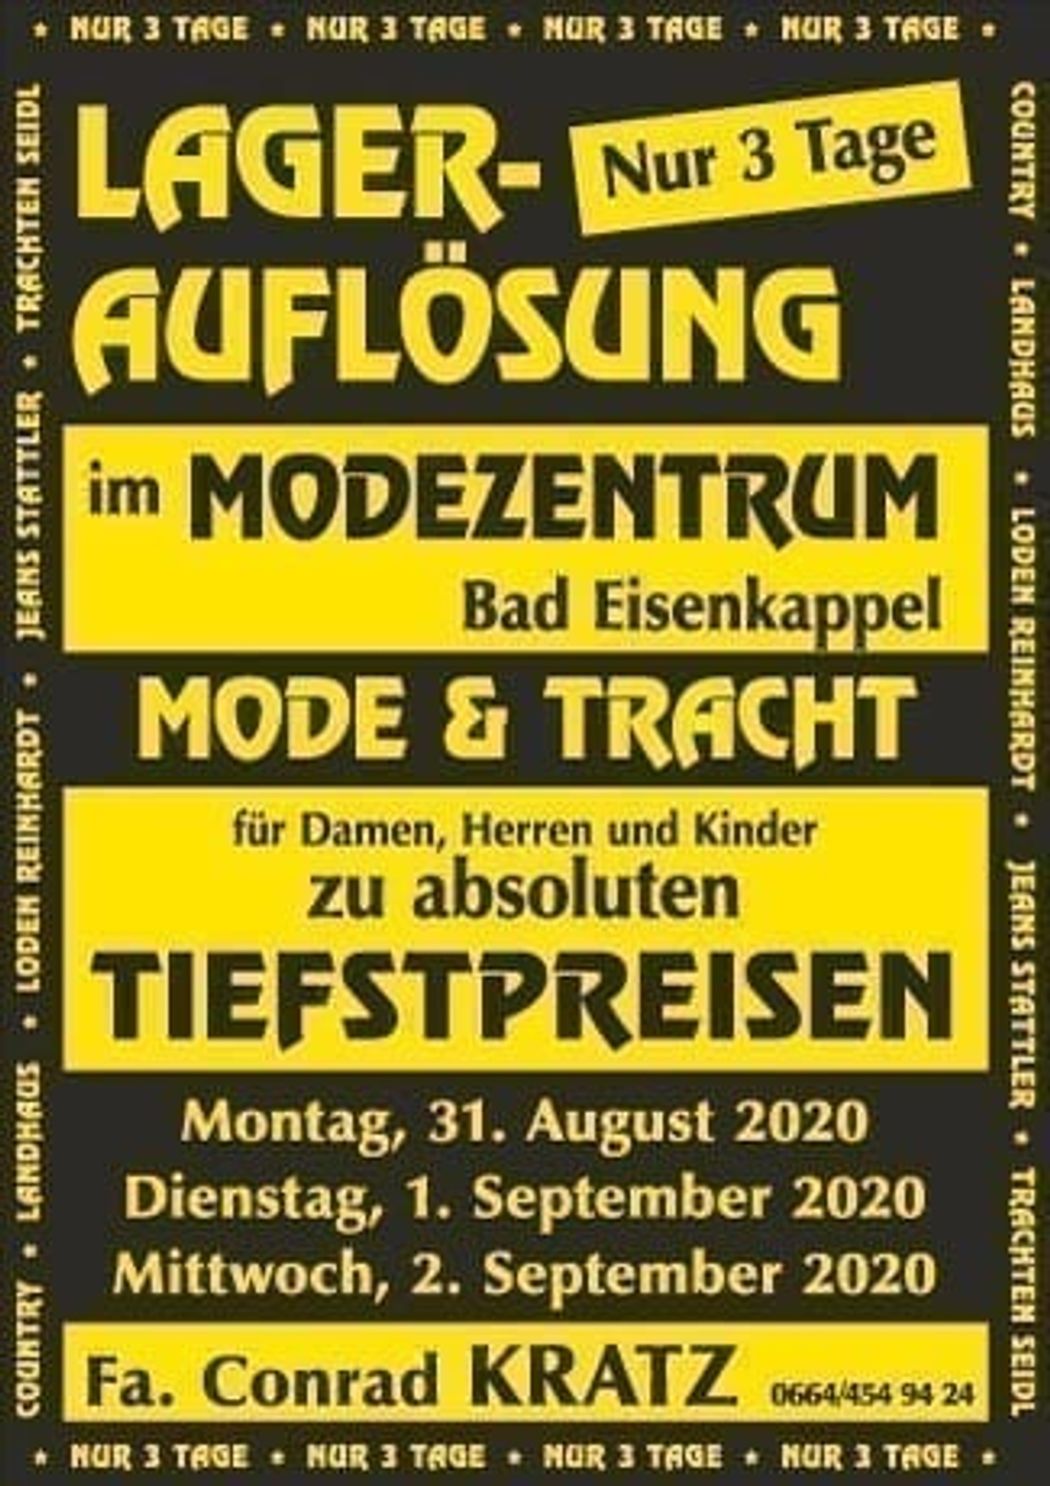 * NUR 3 TAGE * NUR 3 TAGE * NUR 3 TAGE * NUR 3 TAGE *
LAGER-
Nur 3 Tage
AUFLÖSUNG
im MODEZENTRUM
Bad Eisenkappel
MODE & TRACHT
für Damen, Herren und Kinder
zu absoluten
TIEFSTPREISEN
Montag, 31. August 2020
Dienstag, 1. September 2020
Mittwoch, 2. September 2020
Fa. Conrad KRATZ 0664/454 94 24
* NUR 3 TAGE * NUR 3 TAGE * NUR 3 TAGE * NUR 3 TAGE *
COUNTRY * LANDHAUS * LODEN REINHARDT * JEANS STATTLER * TRACHTEN SEIDL
COUNTRY * LANDHAUS * LODEN REINHARDT * JEANS STATTLER * TRACHTEN SEIDL